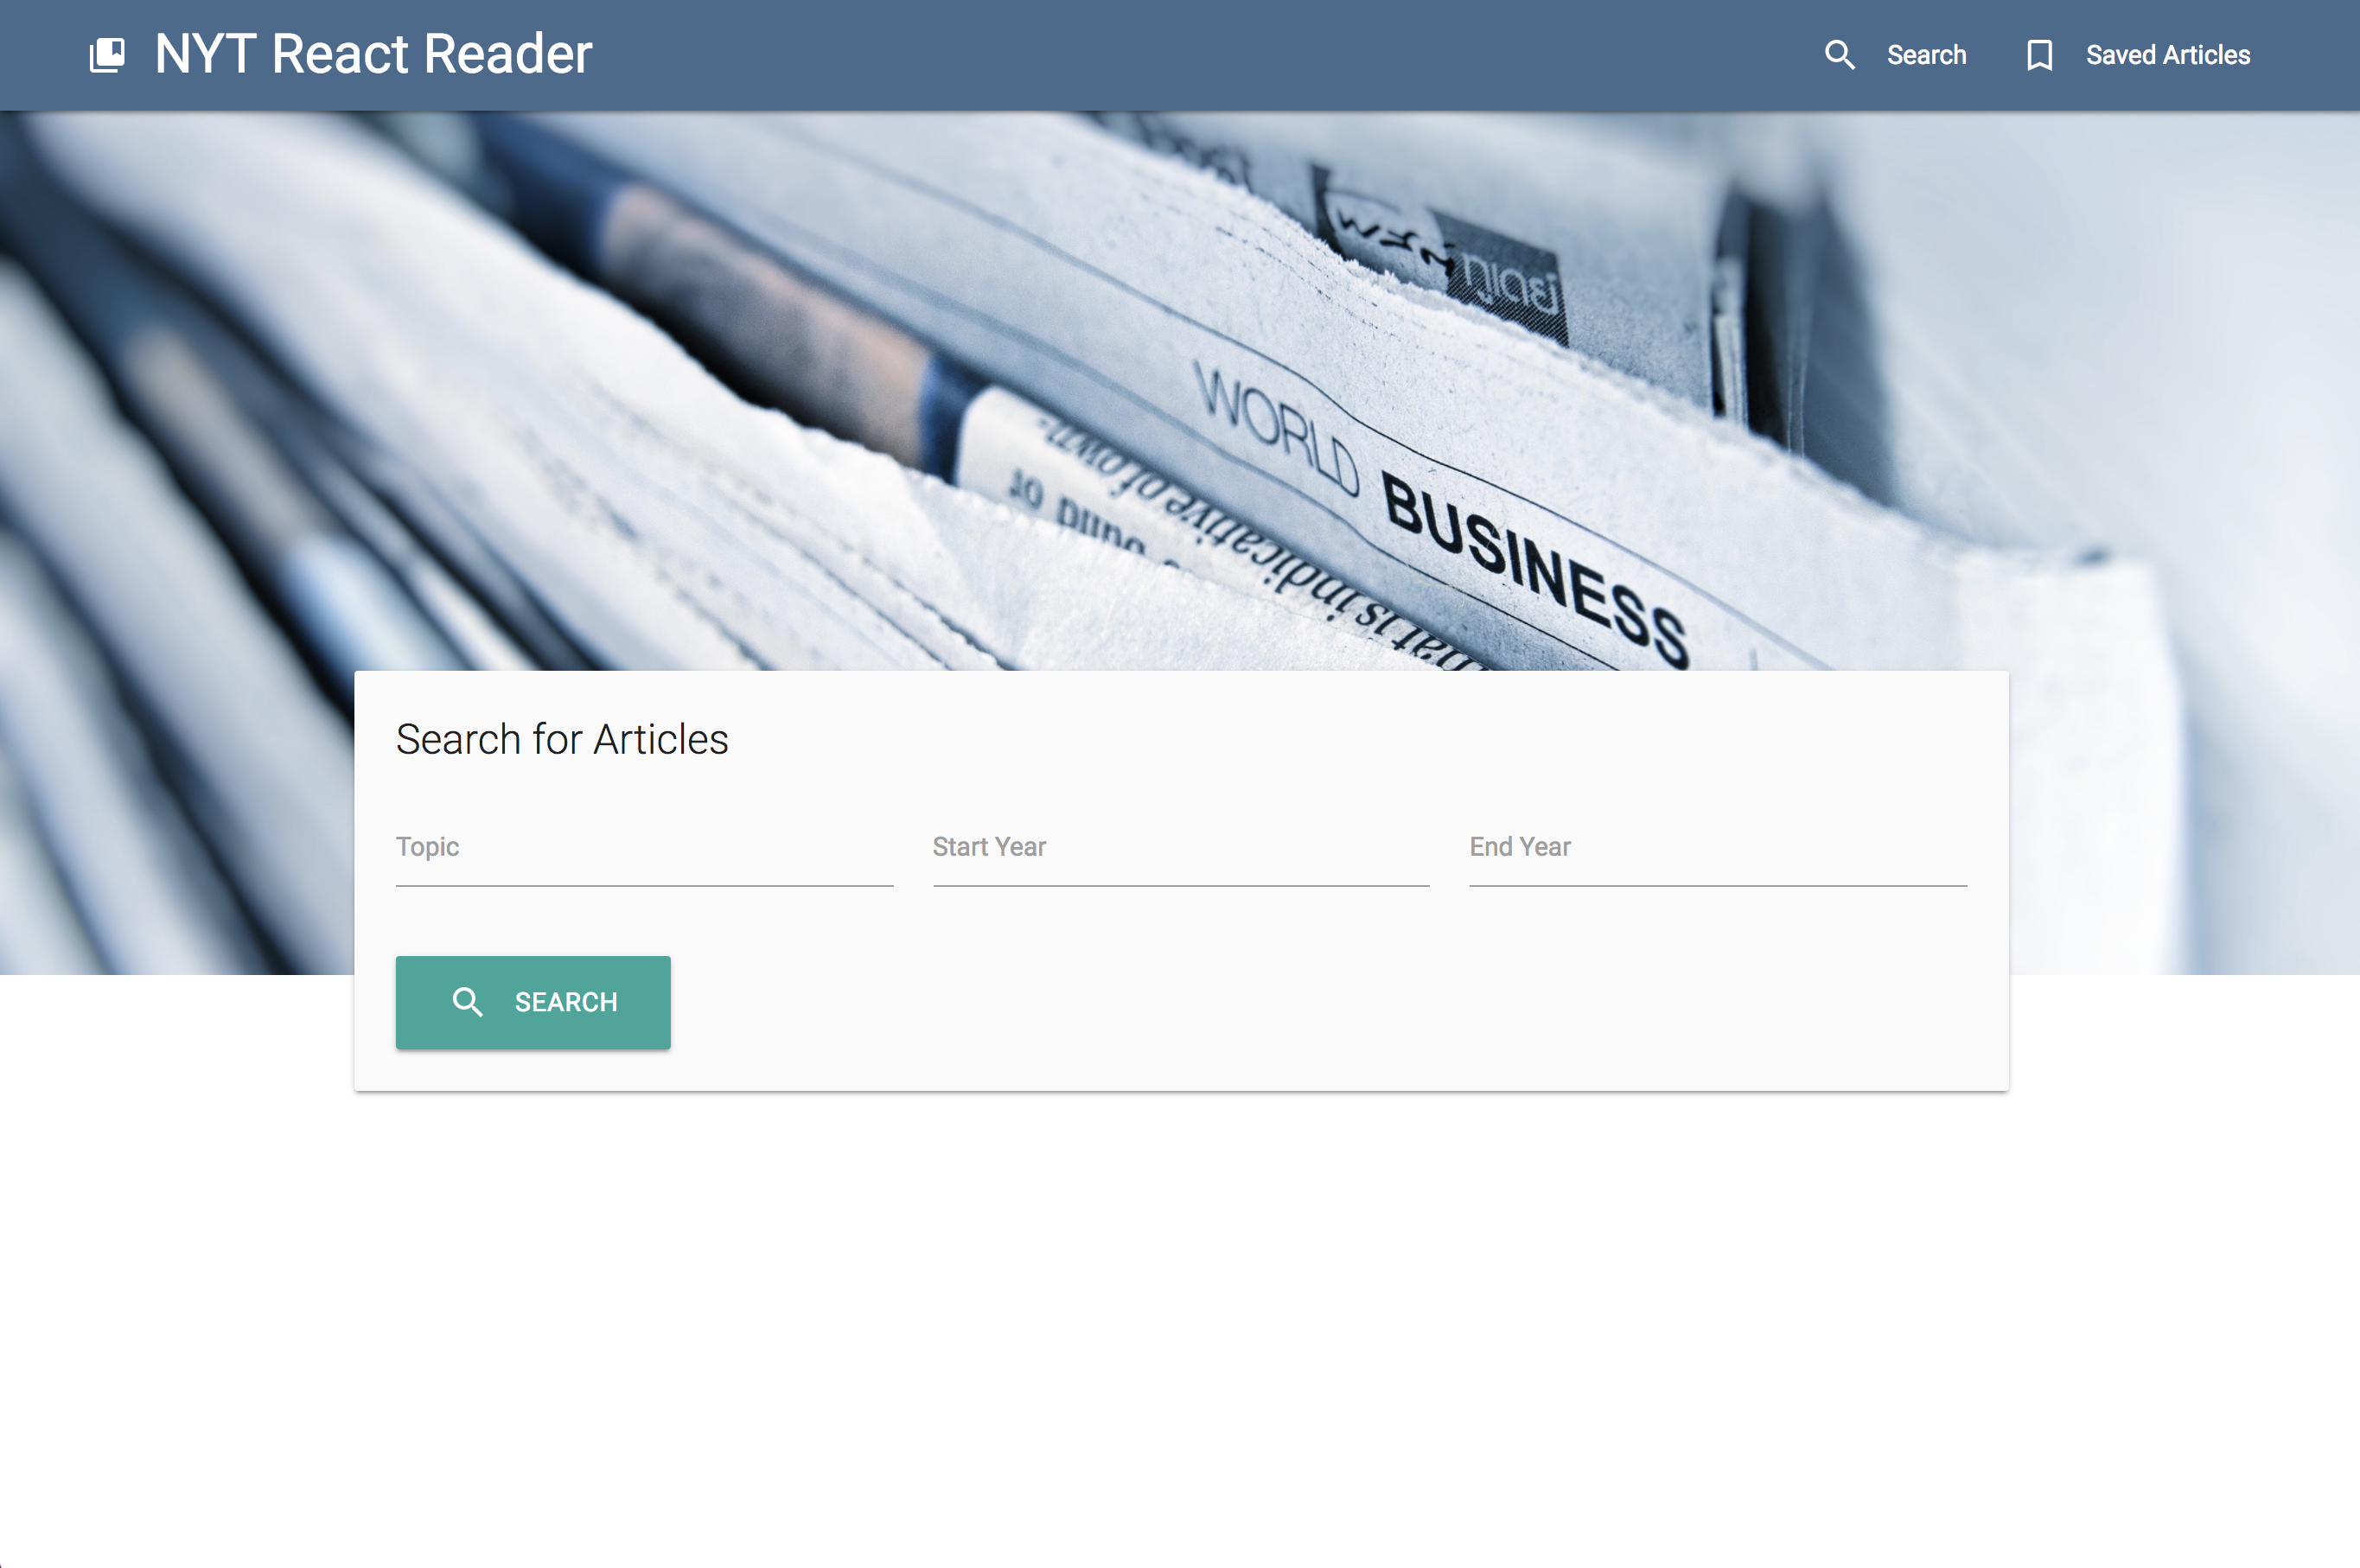 NYT React Reader
Search
Saved Articles
WORLD BUSINESS
Search for Articles
Topic
Start Year
End Year
SEARCH